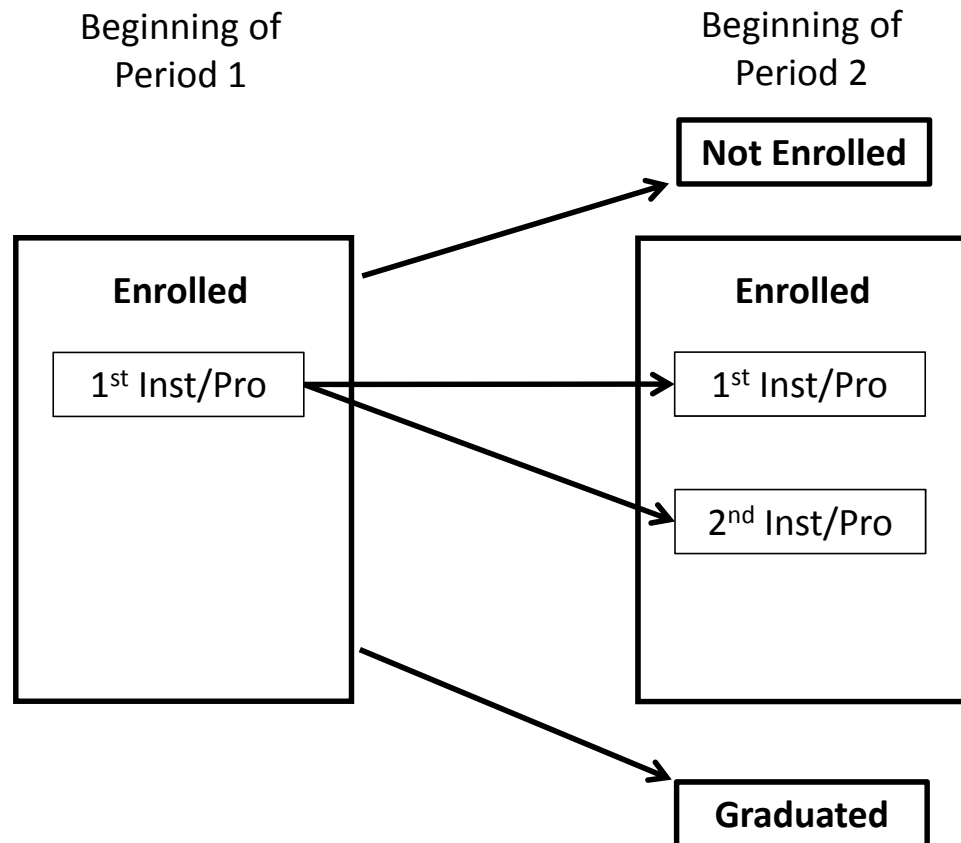 Beginning of
Period 1
Beginning of
Period 2
Not Enrolled
Enrolled
Enrolled
1st Inst/Pro
1st Inst/Pro
2nd Inst/Pro
Graduated